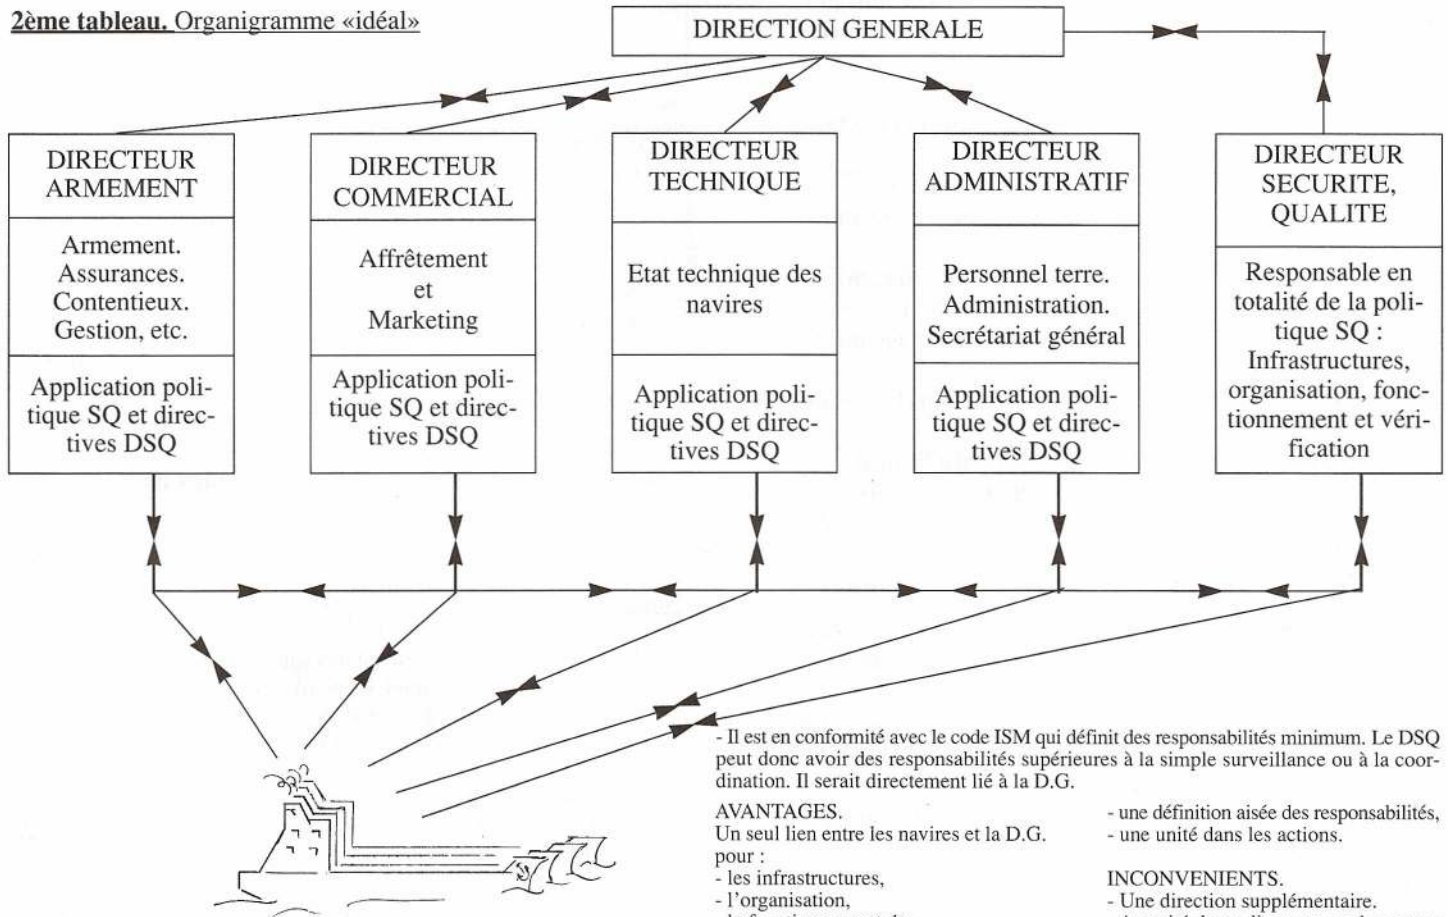 2ème tableau. Organigramme «idéal»
DIRECTION GENERALE
DIRECTEUR
ARMEMENT
Armement.
Assurances.
Contentieux.
Gestion, etc.
Application poli-
tique SQ et direc-
tives DSQ
DIRECTEUR
COMMERCIAL
Affrêtement
et
Marketing
Application poli-
tique SQ et direc-
tives DSQ
DIRECTEUR
TECHNIQUE
Etat technique des
navires
Application poli-
tique SQ et direc-
tives DSQ
DIRECTEUR
ADMINISTRATIF
Personnel terre.
Administration.
Secrétariat général
Application poli-
tique SQ et direc-
tives DSQ
DIRECTEUR
SECURITE,
QUALITE
Responsable en
totalité de la poli-
tique SQ :
Infrastructures,
organisation, fonc-
tionnement et véri-
fication
- Il est en conformité avec le code ISM qui définit des responsabilités minimum. Le DSQ
peut donc avoir des responsabilités supérieures à la simple surveillance ou à la coor-
dination. Il serait directement lié à la D.G.
AVANTAGES.
Un seul lien entre les navires et la D.G.
pour :
- les infrastructures,
- l'organisation,
- une définition aisée des responsabilités,
- une unité dans les actions.
INCONVENIENTS.
- Une direction supplémentaire.